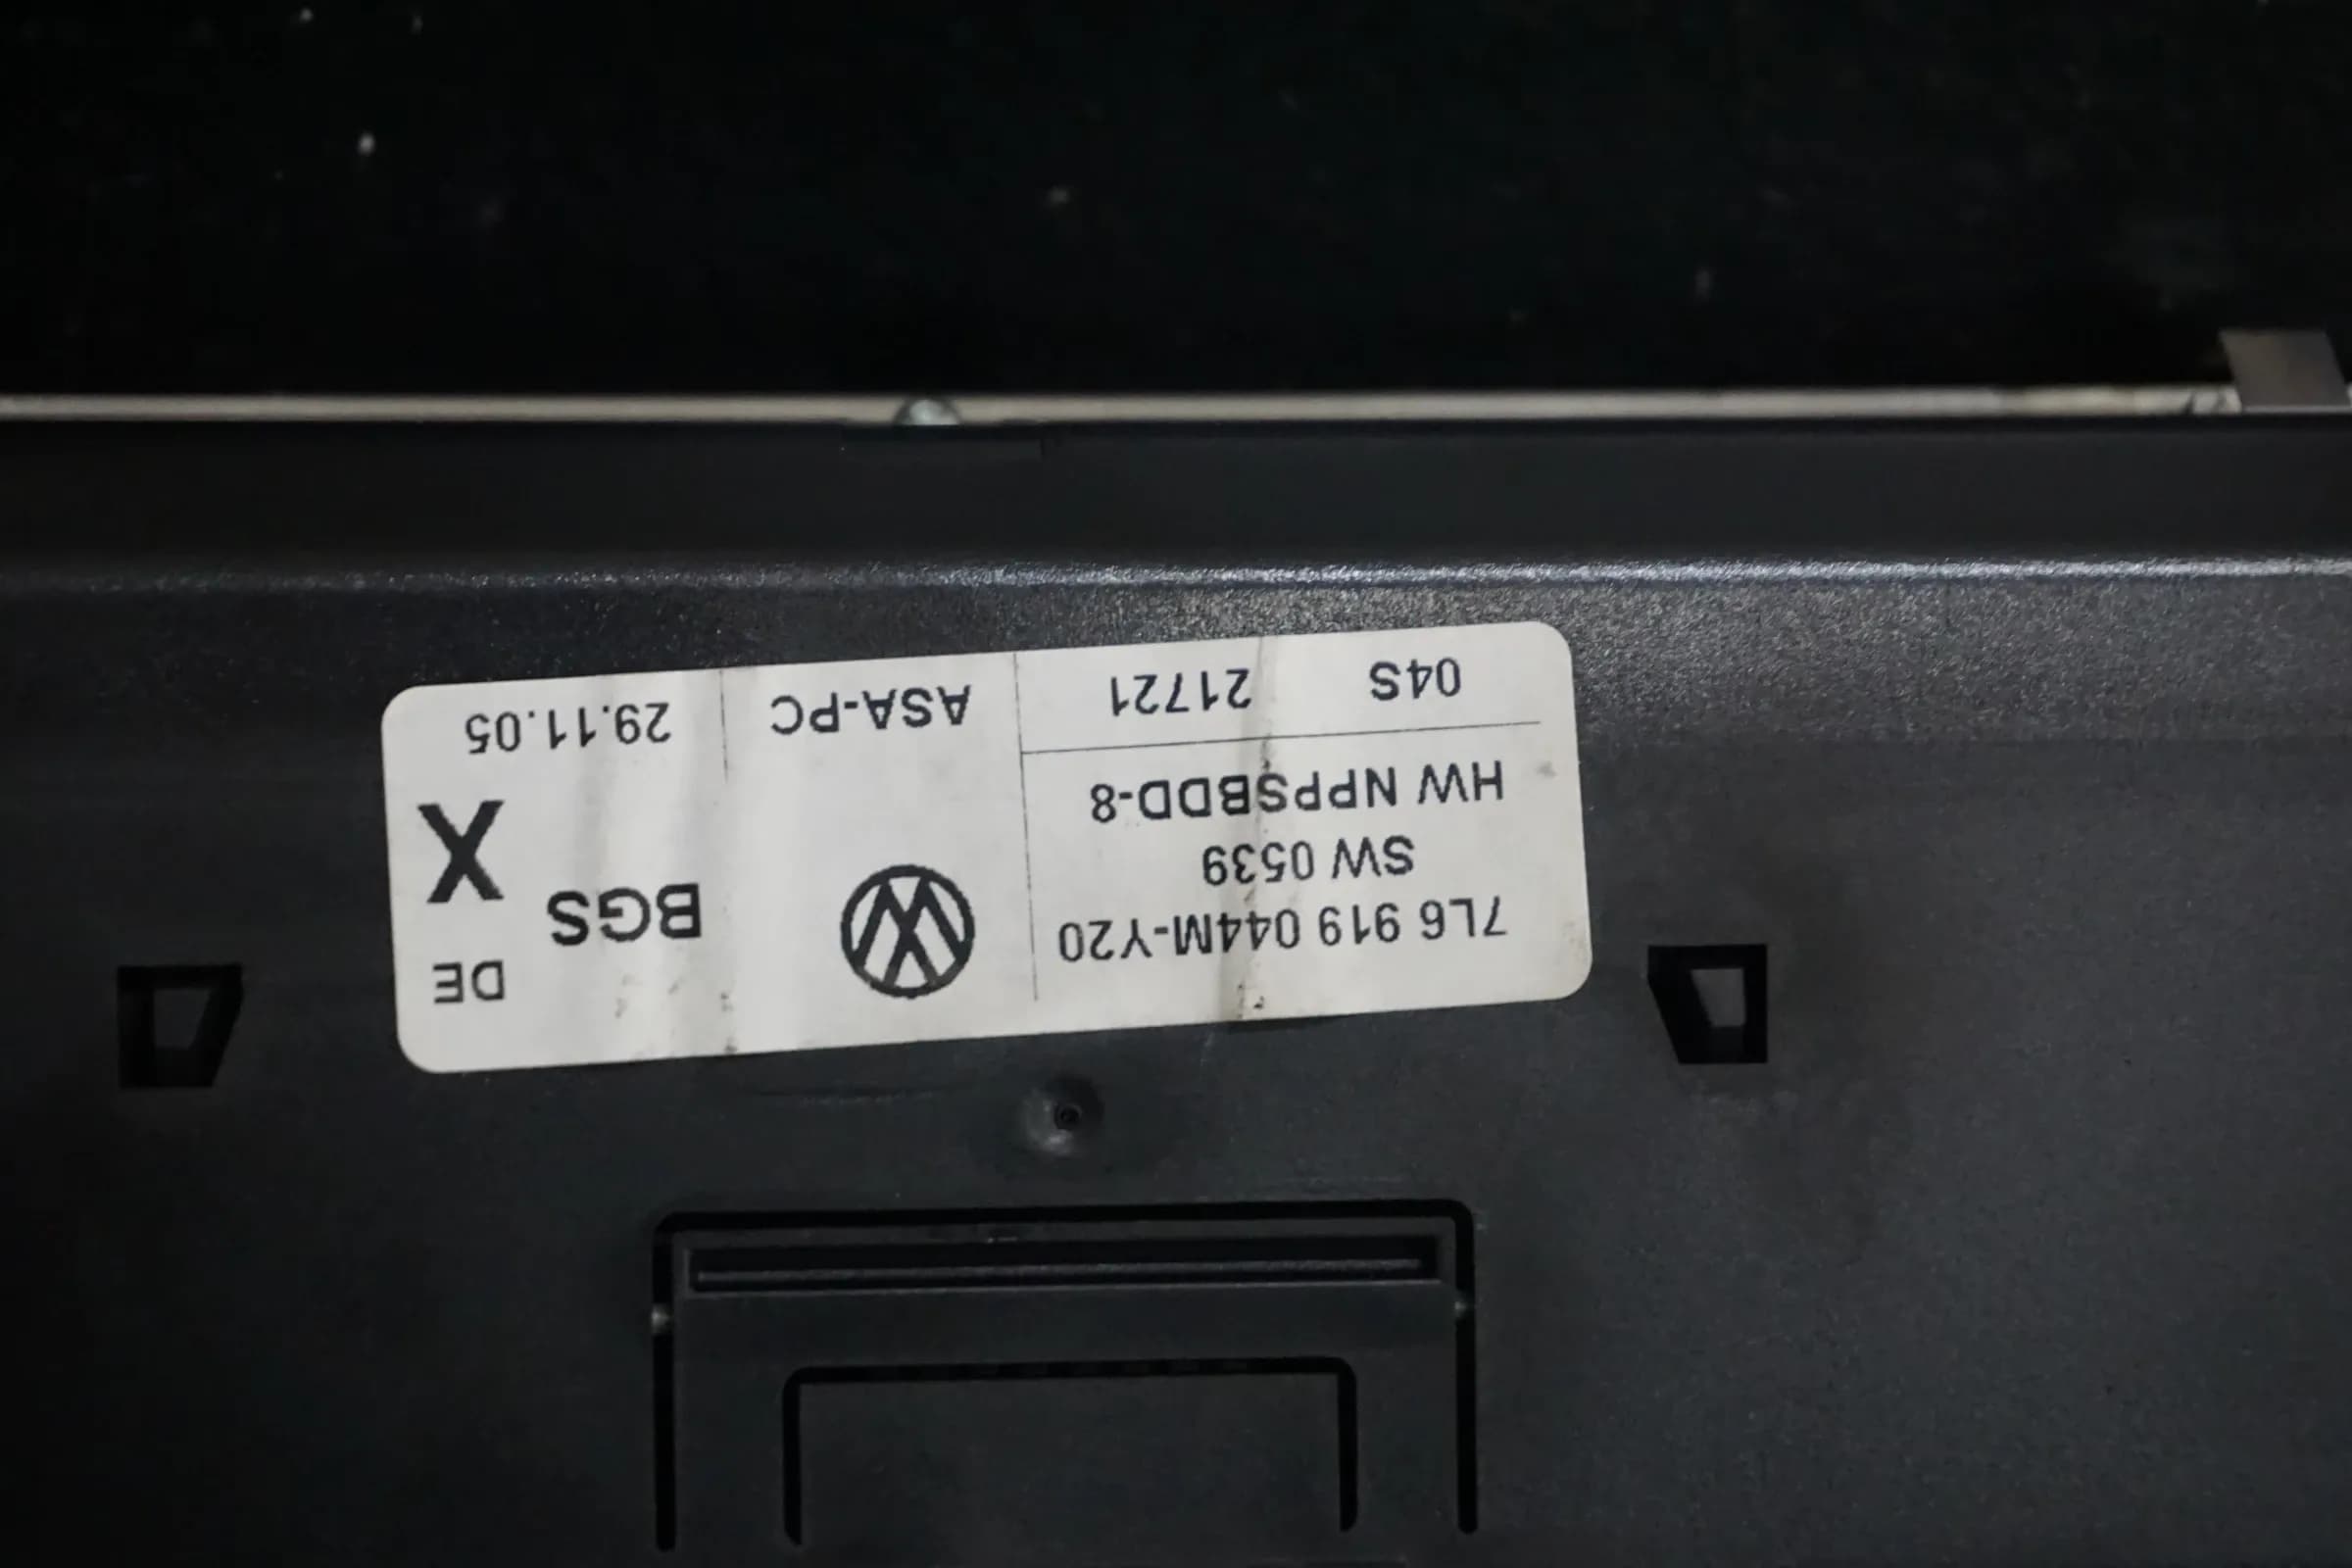 7L6 919 044M-Y20
SW 0539
HW NPPSBDD-8
04S 21721
BGS
ASA-PC
DE
X
29.11.05